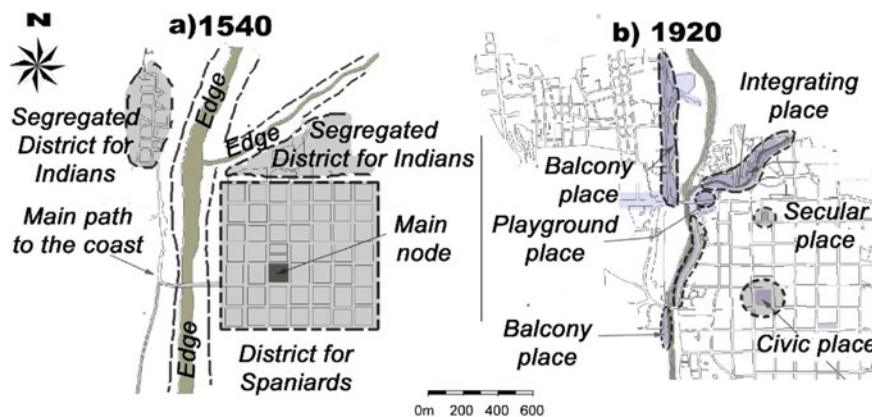 N
a) 1540
Edge
Edge
Segregated
District for
Indians
Segregated
District for Indians
Main path
to the coast
Main
node
Edge
District for
Spaniards
b) 1920
Integrating
place
Balcony
place
Playground
place
Secular
place
Balcony
place
Civic place
0m 200 400 600